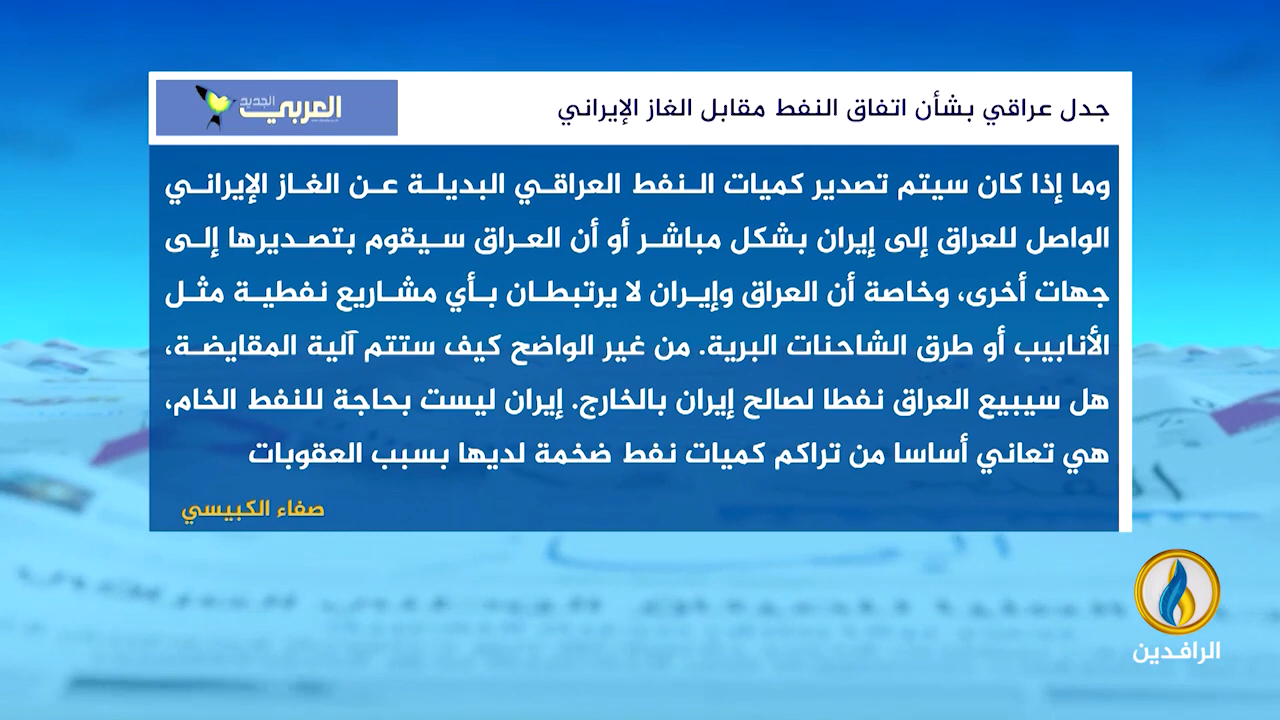 جدل عراقي بشأن اتفاق النفط مقابل الغاز الإيراني
العربي الجديد
وما إذا كان سيتم تصدير كميات النفط العراقي البديلة عن الغاز الإيراني
الواصل للعراق إلى إيران بشكل مباشر أو أن العراق سيقوم بتصديرها إلى
جهات أخرى، وخاصة أن العراق وإيران لا يرتبطان بأي مشاريع نفطية مثل
الأنابيب أو طرق الشاحنات البرية. من غير الواضح كيف ستتم آلية المقايضة،
هل سيبيع العراق نفطا لصالح إيران بالخارج. إيران ليست بحاجة للنفط الخام،
هي تعاني أساسا من تراكم كميات نفط ضخمة لديها بسبب العقوبات
صفاء الكبيسي
الرافدين